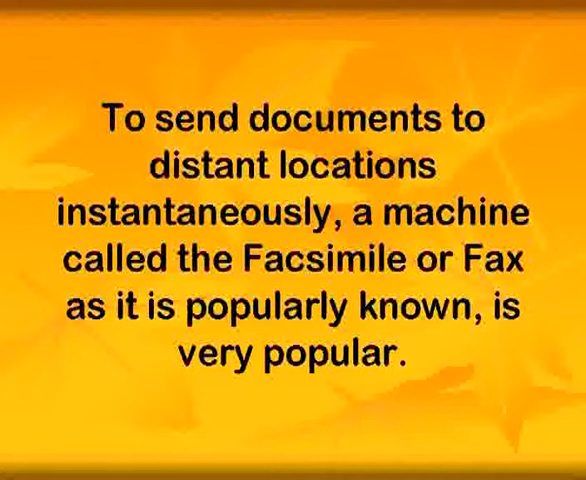 To send documents to
distant locations
instantaneously, a machine
called the Facsimile or Fax
as it is popularly known, is
very popular.